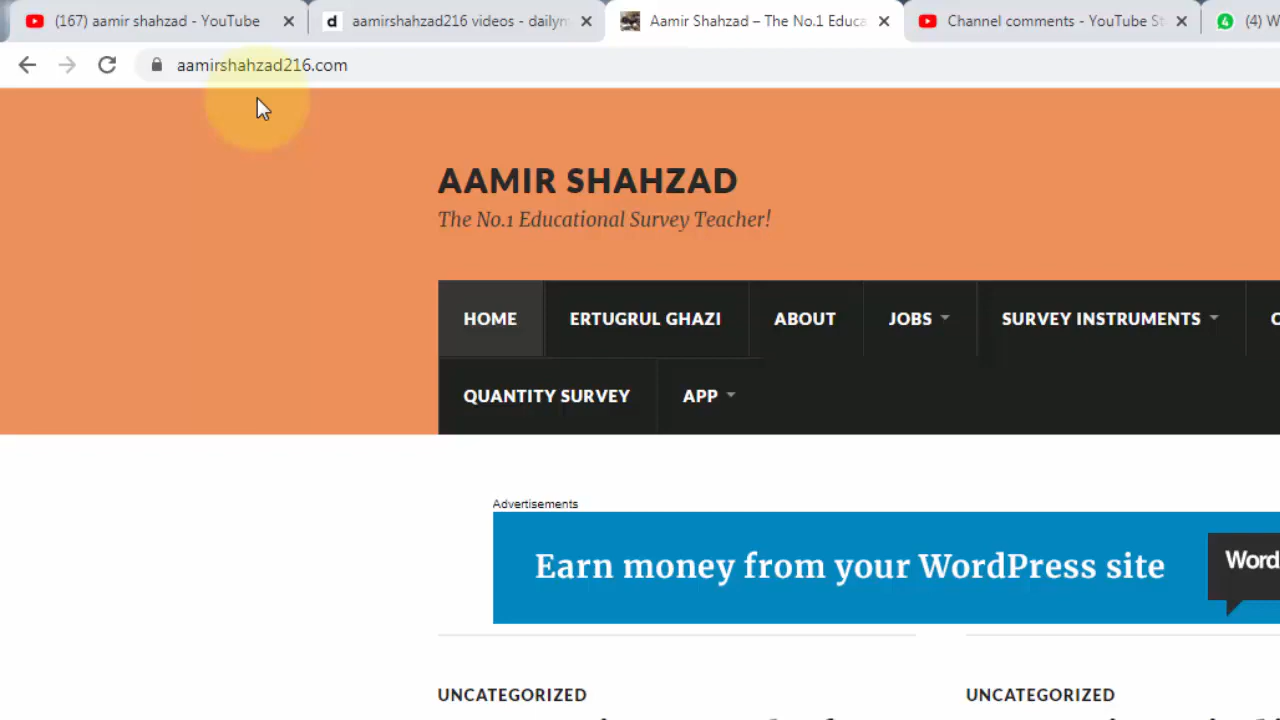 (167) aamir shahzad - YouTube
d
aamirshahzad216 videos - dailym
Aamir Shahzad – The No.1 Educa
Channel comments - YouTube St
4
(4) W
aamirshahzad216.com
AAMIR SHAHZAD
The No.1 Educational Survey Teacher!
HOME
ERTUGRUL GHAZI
ABOUT
JOBS
SURVEY INSTRUMENTS
QUANTITY SURVEY
APP
Advertisements
Earn money from your WordPress site
Word
UNCATEGORIZED
UNCATEGORIZED